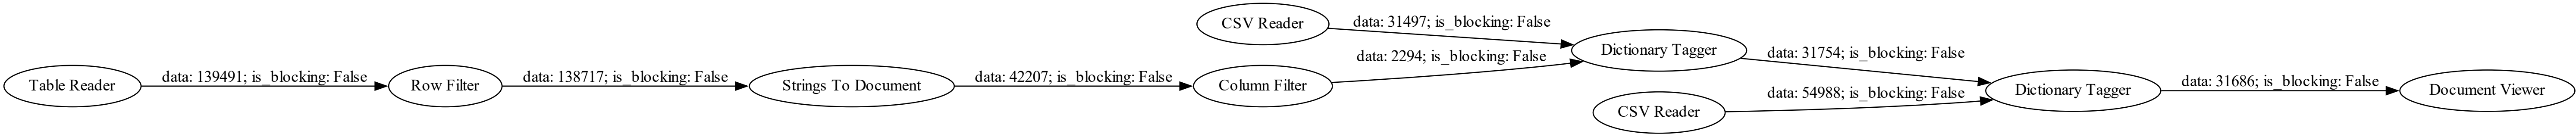 Table Reader
data: 139491; is_blocking: False
Row Filter
data: 138717; is_blocking: False
Strings To Document
data: 42207; is_blocking: False
CSV Reader
data: 31497; is_blocking: False
Column Filter
data: 2294; is_blocking: False
Dictionary Tagger
data: 31754; is_blocking: False
CSV Reader
data: 54988; is_blocking: False
Dictionary Tagger
data: 31686; is_blocking: False
Document Viewer